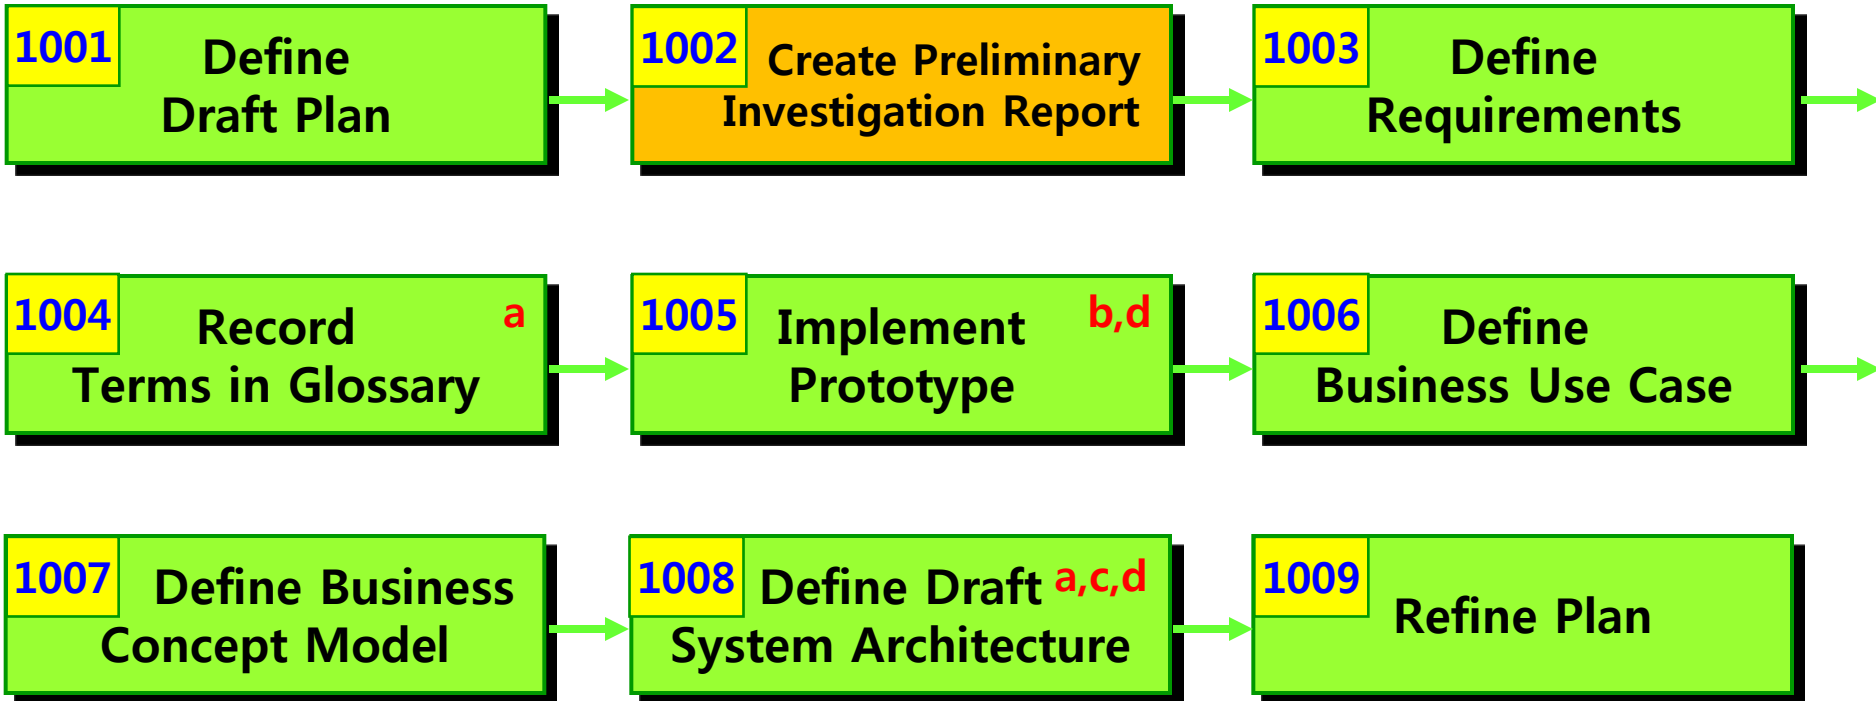 1001
Define
Draft Plan
1002
Create Preliminary
Investigation Report
1003
Define
Requirements
1004
Record a
Terms in Glossary
1005
Implement b,d
Prototype
1006
Define
Business Use Case
1007
Define Business
Concept Model
1008
Define Draft a,c,d
System Architecture
1009
Refine Plan